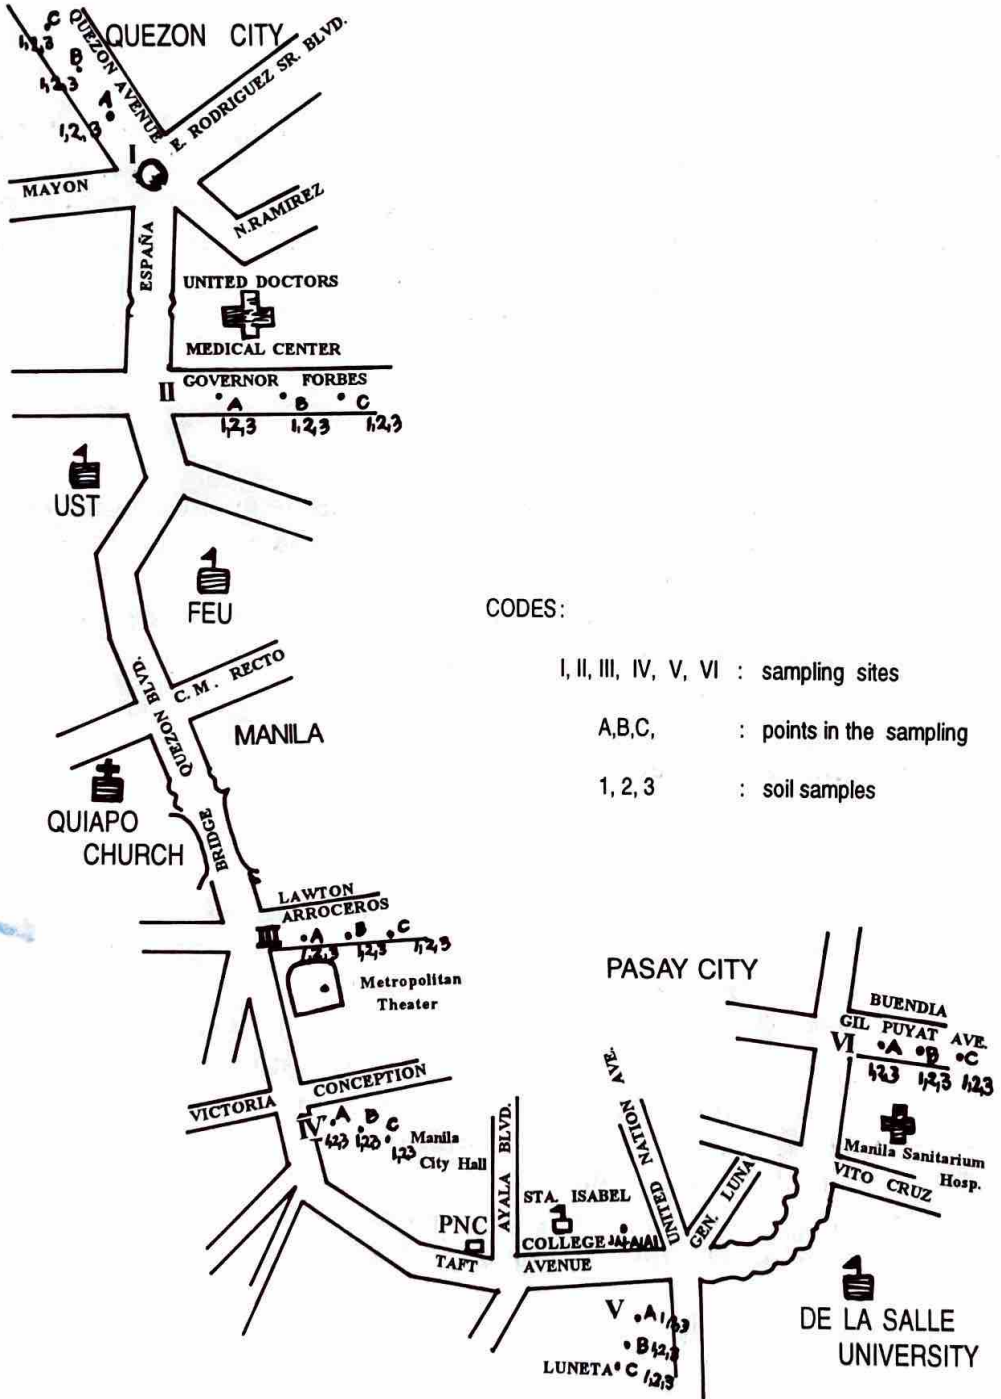 QUEZON CITY
C
1,2,3
B
1,2,3
A
1,2,3
QUEZON AVENUE
E. RODRIGUEZ SR. BLVD.
I
MAYON
N.RAMIREZ
ESPAÑA
UNITED DOCTORS
MEDICAL CENTER
II
GOVERNOR FORBES
A B C
1,2,3 1,2,3 1,2,3
UST
FEU
CODES:
I, II, III, IV, V, VI : sampling sites
A,B,C, : points in the sampling
1, 2, 3 : soil samples
QUEZON BLVD.
C.M. RECTO
MANILA
QUIAPO
CHURCH
BRIDGE
LAWTON
ARROCEROS
III
A B C
1,2,3 1,2,3 1,2,3
Metropolitan
Theater
PASAY CITY
BUENDIA
GIL PUYAT AVE.
VI
A B C
1,2,3 1,2,3 1,2,3
Manila Sanitarium
Hosp.
VITO CRUZ
VICTORIA
CONCEPTION
IV
A B C
1,2,3 1,2,3 1,23
Manila
City Hall
AYALA BLVD.
UNITED NATION AVE.
GEN. LUNA
STA. ISABEL
COLLEGE
PNC
TAFT AVENUE
V
A 1,2,3
B 1,2,3
LUNETA C 1,2,3
DE LA SALLE
UNIVERSITY